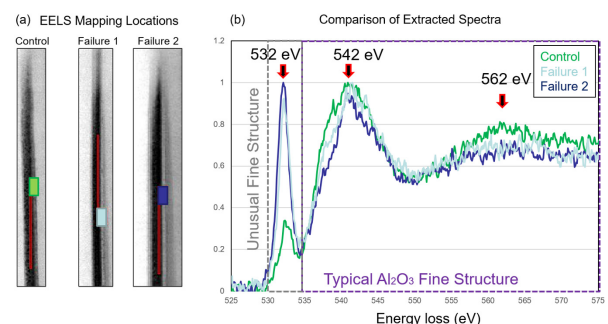 (a) EELS Mapping Locations
Control Failure 1 Failure 2
(b) Comparison of Extracted Spectra
532 eV 542 eV 562 eV
Control
Failure 1
Failure 2
1.2
1
0.8
0.6
0.4
0.2
0
Unusual Fine Structure
Typical Al₂O₃ Fine Structure
525 530 535 540 545 550 555 560 565 570 575
Energy loss (eV)